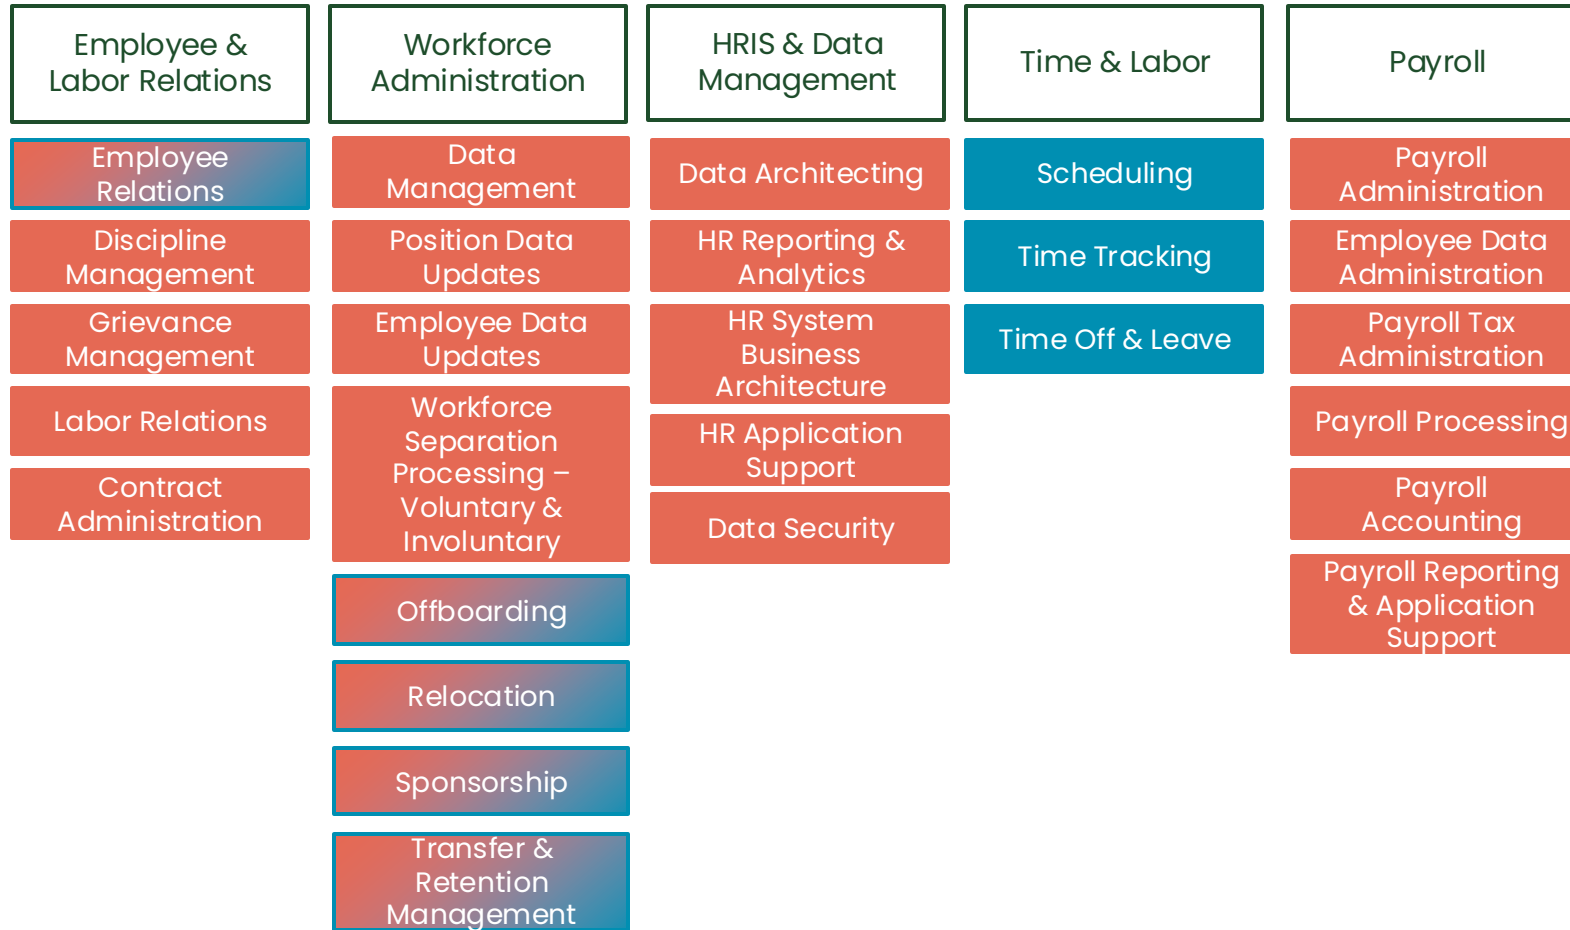 Employee &
Labor Relations
Workforce
Administration
HRIS & Data
Management
Time & Labor
Payroll
Employee
Relations
Discipline
Management
Grievance
Management
Labor Relations
Contract
Administration
Data
Management
Position Data
Updates
Employee Data
Updates
Workforce
Separation
Processing –
Voluntary &
Involuntary
Offboarding
Relocation
Sponsorship
Transfer &
Retention
Management
Data Architecting
HR Reporting &
Analytics
HR System
Business
Architecture
HR Application
Support
Data Security
Scheduling
Time Tracking
Time Off & Leave
Payroll
Administration
Employee Data
Administration
Payroll Tax
Administration
Payroll Processing
Payroll
Accounting
Payroll Reporting
& Application
Support